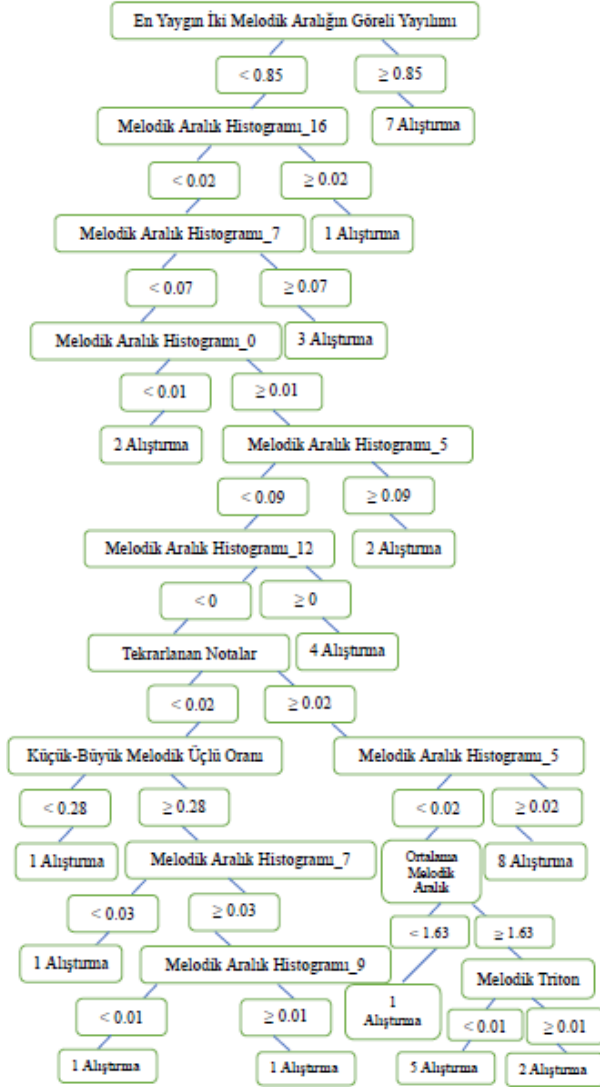 En Yaygın İki Melodik Aralığın Göreli Yayılımı
< 0.85
≥ 0.85
Melodik Aralık Histogramı_16
7 Alıştırma
< 0.02
≥ 0.02
Melodik Aralık Histogramı_7
1 Alıştırma
< 0.07
≥ 0.07
Melodik Aralık Histogramı_0
3 Alıştırma
< 0.01
≥ 0.01
2 Alıştırma
Melodik Aralık Histogramı_5
< 0.09
≥ 0.09
Melodik Aralık Histogramı_12
2 Alıştırma
< 0
≥ 0
Tekrarlanan Notalar
4 Alıştırma
< 0.02
≥ 0.02
Küçük-Büyük Melodik Üçlü Oranı
Melodik Aralık Histogramı_5
< 0.28
≥ 0.28
< 0.02
≥ 0.02
1 Alıştırma
Melodik Aralık Histogramı_7
Ortalama
Melodik
Aralık
8 Alıştırma
< 0.03
≥ 0.03
< 1.63
≥ 1.63
1 Alıştırma
Melodik Aralık Histogramı_9
Melodik Triton
< 0.01
≥ 0.01
1
Alıştırma
< 0.01
≥ 0.01
1 Alıştırma
1 Alıştırma
5 Alıştırma
2 Alıştırma